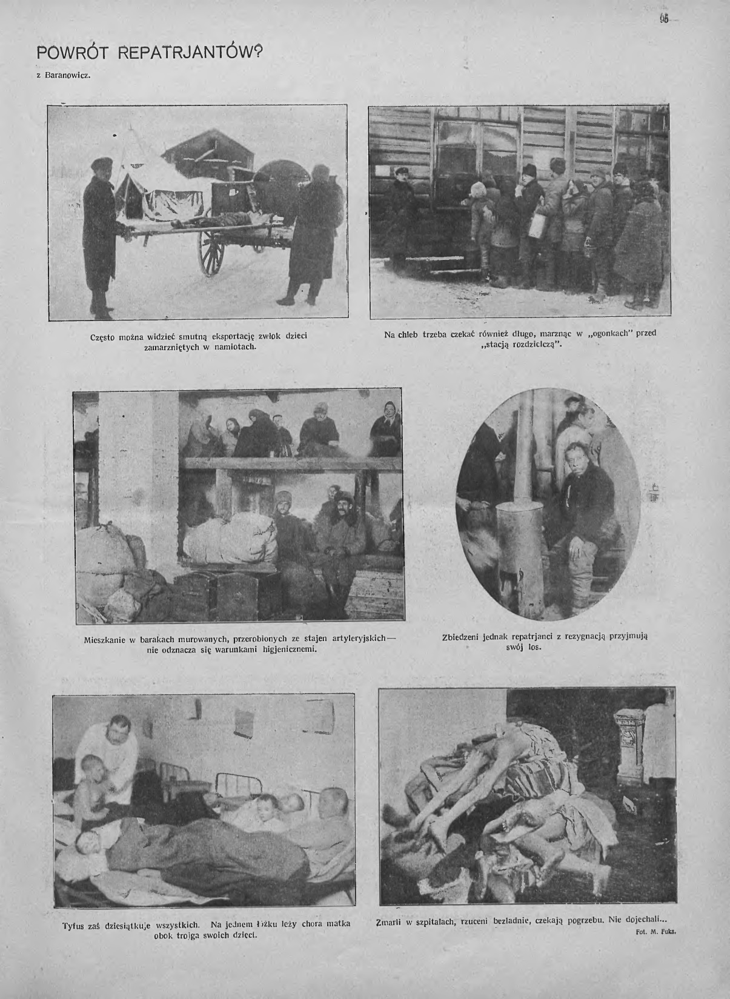 POWRÓT REPATRJANTÓW?
z Baranowicz.
Często można widzieć smutną eksportację zwłok dzieci
zamarzniętych w namiotach.
Na chleb trzeba czekać również długo, marznąc w „ogonkach” przed
„stacją rozdzielczą”.
Mieszkanie w barakach murowanych, przerobionych ze stajen artyleryjskich—
nie odznacza się warunkami higjenicznemi.
Zbiedzeni jednak repatrjanci z rezygnacją przyjmują
swój los.
Tyfus zaś dziesiątkuje wszystkich. Na jednem łóżku leży chora matka
obok trojga swoich dzieci.
Zmarli w szpitalach, rzuceni bezładnie, czekają pogrzebu. Nie dojechali...
Fot. M. Fuks.